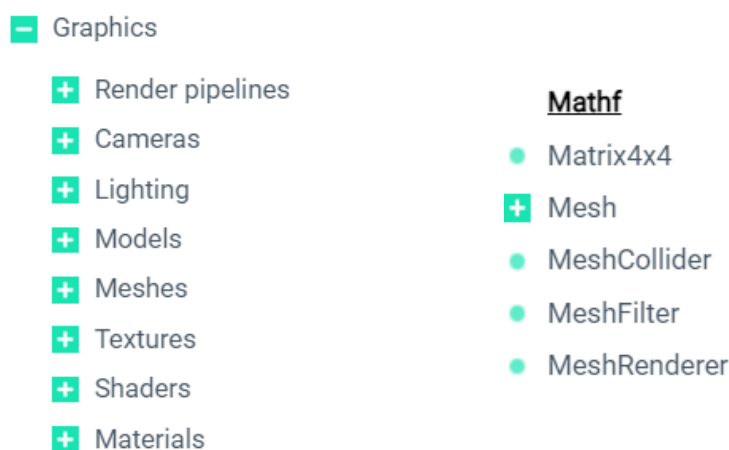 Graphics
Render pipelines
Cameras
Lighting
Models
Meshes
Textures
Shaders
Materials
Mathf
Matrix4x4
Mesh
MeshCollider
MeshFilter
MeshRenderer